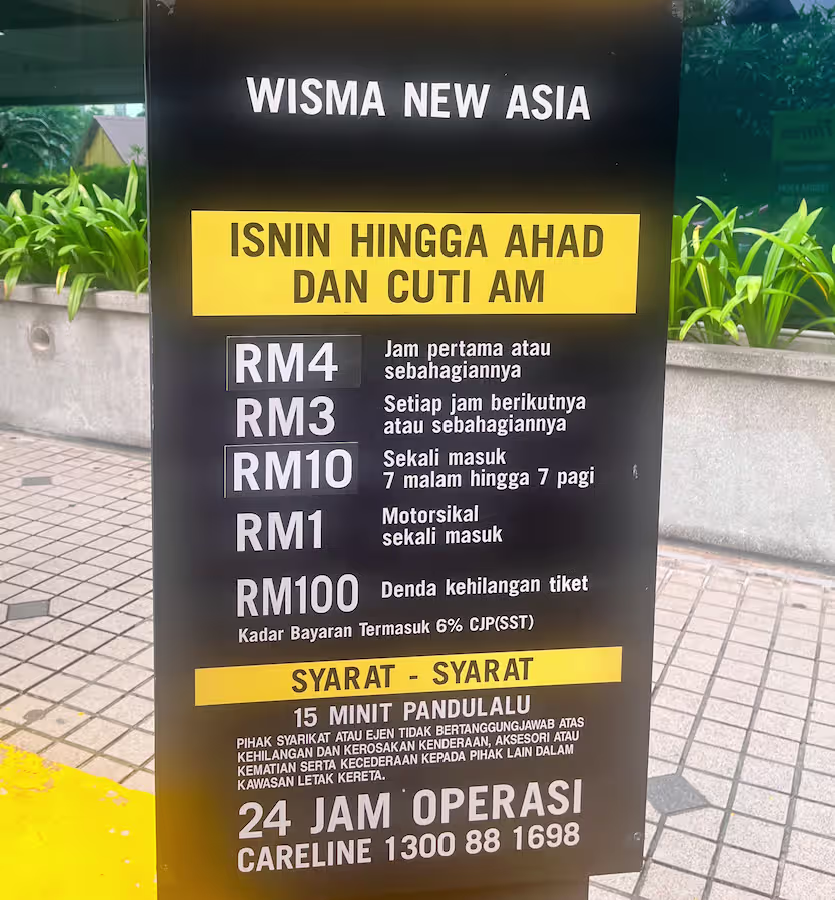 WISMA NEW ASIA
ISNIN HINGGA AHAD
DAN CUTI AM
RM4 Jam pertama atau
sebahagiannya
RM3 Setiap jam berikutnya
atau sebahagiannya
RM10 Sekali masuk
7 malam hingga 7 pagi
RM1 Motorsikal
sekali masuk
RM100 Denda kehilangan tiket
Kadar Bayaran Termasuk 6% CJP(SST)
SYARAT - SYARAT
15 MINIT PANDULALU
PIHAK SYARIKAT ATAU EJEN TIDAK BERTANGGUNGJAWAB ATAS
KEHILANGAN DAN KEROSAKAN KENDERAAN, AKSESORI ATAU
KEMATIAN SERTA KECEDERAAN KEPADA PIHAK LAIN DALAM
KAWASAN LETAK KERETA.
24 JAM OPERASI
CARELINE 1300 88 1698